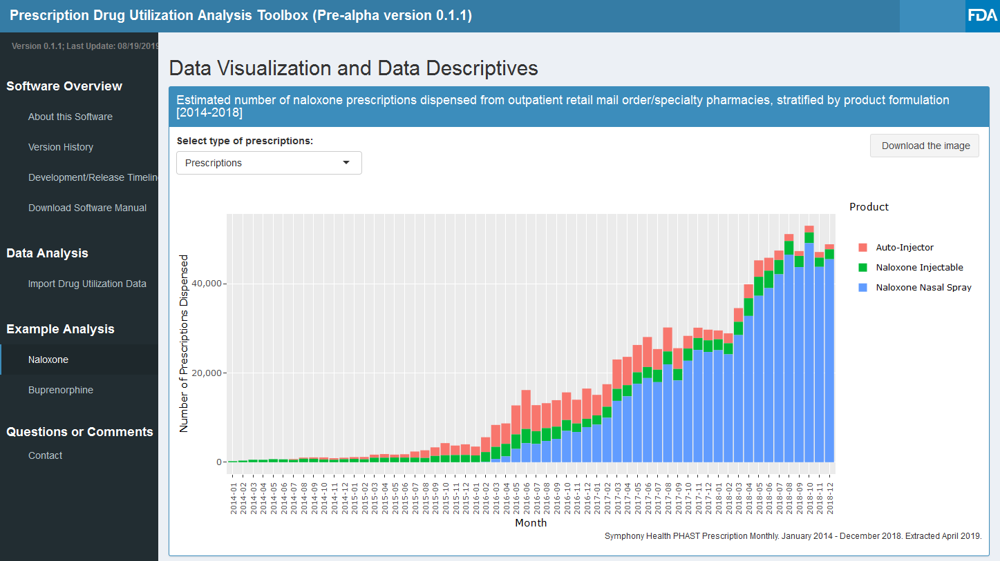 Prescription Drug Utilization Analysis Toolbox (Pre-alpha version 0.1.1)
FDA
Version 0.1.1; Last Update: 08/19/2019
Software Overview
About this Software
Version History
Development/Release Timelin
Download Software Manual
Data Analysis
Import Drug Utilization Data
Example Analysis
Naloxone
Buprenorphine
Questions or Comments
Contact
Data Visualization and Data Descriptives
Estimated number of naloxone prescriptions dispensed from outpatient retail mail order/specialty pharmacies, stratified by product formulation
[2014-2018]
Select type of prescriptions:
Prescriptions
Download the image
Number of Prescriptions Dispensed
40,000
20,000
0
2014-01
2014-02
2014-03
2014-04
2014-05
2014-06
2014-07
2014-08
2014-09
2014-10
2014-11
2014-12
2015-01
2015-02
2015-03
2015-04
2015-05
2015-06
2015-07
2015-08
2015-09
2015-10
2015-11
2015-12
2016-01
2016-02
2016-03
2016-04
2016-05
2016-06
2016-07
2016-08
2016-09
2016-10
2016-11
2016-12
2017-01
2017-02
2017-03
2017-04
2017-05
2017-06
2017-07
2017-08
2017-09
2017-10
2017-11
2017-12
2018-01
2018-02
2018-03
2018-04
2018-05
2018-06
2018-07
2018-08
2018-09
2018-10
2018-11
2018-12
Month
Product
Auto-Injector
Naloxone Injectable
Naloxone Nasal Spray
Symphony Health PHAST Prescription Monthly. January 2014 - December 2018. Extracted April 2019.